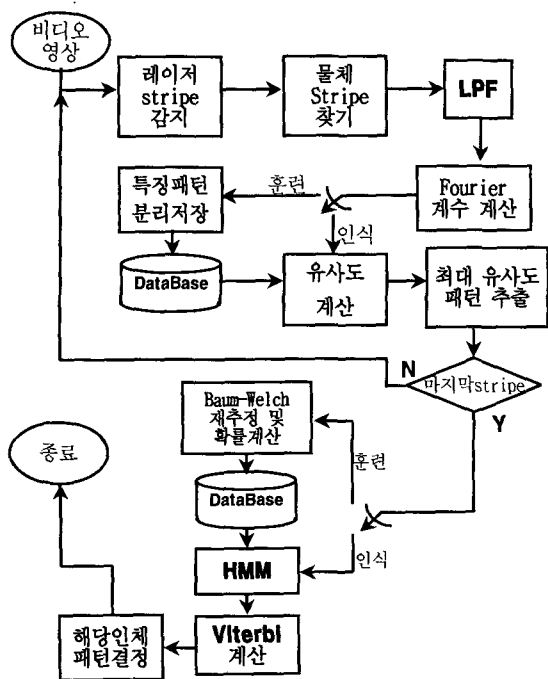 비디오
영상
레이저
stripe
감지
물체
Stripe
찾기
LPF
Fourier
계수 계산
훈련
인식
특징패턴
분리저장
DataBase
유사도
계산
최대 유사도
패턴 추출
마지막stripe
N
Y
Baum-Welch
재추정 및
확률계산
훈련
인식
DataBase
HMM
Viterbi
계산
해당인체
패턴결정
종료